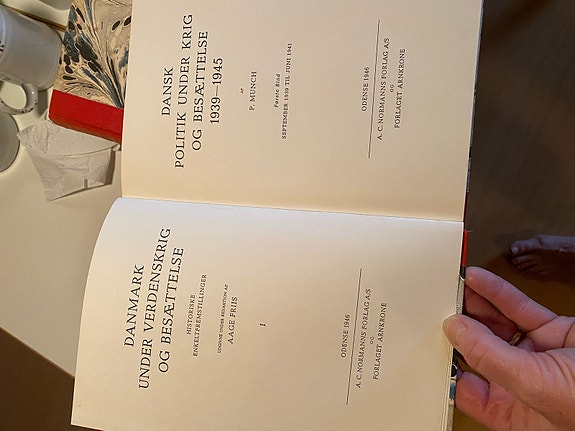 DANMARK
UNDER VERDENSKRIG
OG BESÆTTELSE
HISTORISKE
ENKELTFREMSTILLINGER
UDGIVNE UNDER REDAKTION AF
AAGE FRIIS
I
ODENSE 1946
A. C. NORMANNS FORLAG A/S
OG
FORLAGET ARNKRONE
DANSK
POLITIK UNDER KRIG
OG BESÆTTELSE
1939—1945
AF
P. MUNCH
Første Bind
SEPTEMBER 1939 TIL JUNI 1941
ODENSE 1946
A. C. NORMANNS FORLAG A/S
OG
FORLAGET ARNKRONE